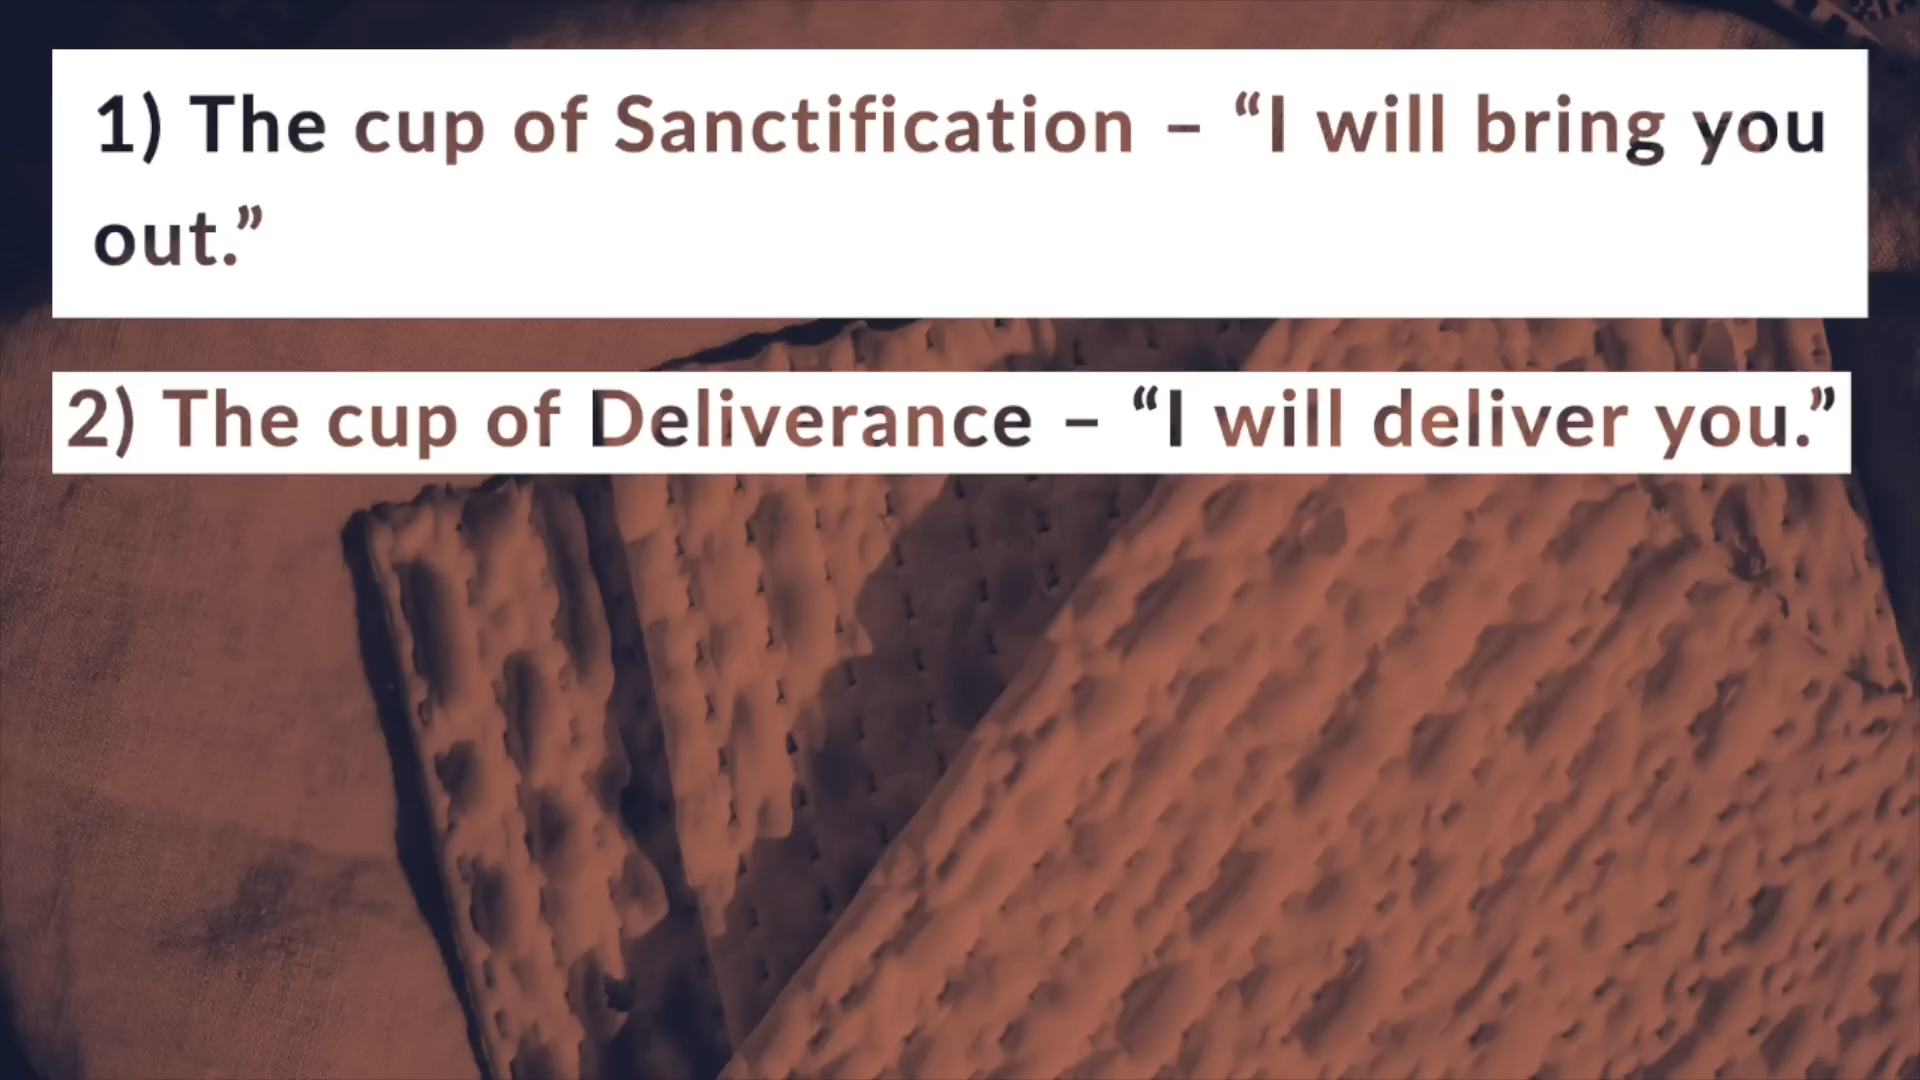 1) The cup of Sanctification – “I will bring you
out.”
2) The cup of Deliverance – “I will deliver you.”